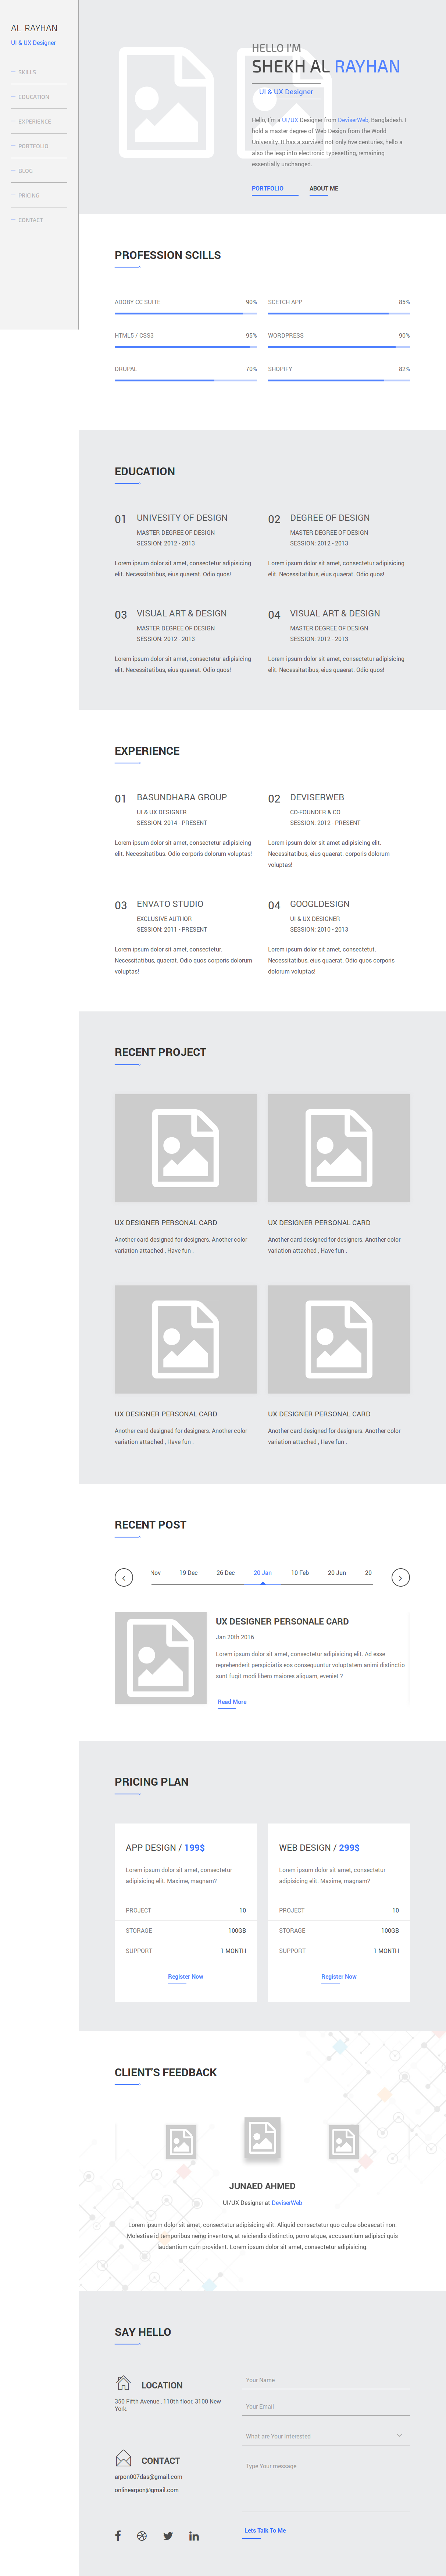 AL-RAYHAN
UI & UX Designer
SKILLS
EDUCATION
EXPERIENCE
PORTFOLIO
BLOG
PRICING
CONTACT
HELLO I'M
SHEKH AL RAYHAN
UI & UX Designer
Hello. I'm a UI/UX Designer from DeviserWeb, Bangladesh. I
hold a master degree of Web Design from the World
University. It has a survived not only five centuries, hello a
also the leap into electronic typesetting, remaining
essentially unchanged.
PORTFOLIO
ABOUT ME
PROFESSION SCILLS
ADOBY CC SUITE 90%
SCETCH APP 85%
HTML5 / CSS3 95%
WORDPRESS 90%
DRUPAL 70%
SHOPIFY 82%
EDUCATION
01 UNIVESITY OF DESIGN
MASTER DEGREE OF DESIGN
SESSION: 2012 - 2013
Lorem ipsum dolor sit amet, consectetur adipisicing
elit. Necessitatibus, eius quaerat. Odio quos!
02 DEGREE OF DESIGN
MASTER DEGREE OF DESIGN
SESSION: 2012 - 2013
Lorem ipsum dolor sit amet, consectetur adipisicing
elit. Necessitatibus, eius quaerat. Odio quos!
03 VISUAL ART & DESIGN
MASTER DEGREE OF DESIGN
SESSION: 2012 - 2013
Lorem ipsum dolor sit amet, consectetur adipisicing
elit. Necessitatibus, eius quaerat. Odio quos!
04 VISUAL ART & DESIGN
MASTER DEGREE OF DESIGN
SESSION: 2012 - 2013
Lorem ipsum dolor sit amet, consectetur adipisicing
elit. Necessitatibus, eius quaerat. Odio quos!
EXPERIENCE
01 BASUNDHARA GROUP
UI & UX DESIGNER
SESSION: 2014 - PRESENT
Lorem ipsum dolor sit amet, consectetur adipisicing
elit. Necessitatibus. Odio corporis dolorum voluptas!
02 DEVISERWEB
CO-FOUNDER & CO
SESSION: 2012 - PRESENT
Lorem ipsum dolor sit amet adipisicing elit.
Necessitatibus, eius quaerat. corporis dolorum
voluptas!
03 ENVATO STUDIO
EXCLUSIVE AUTHOR
SESSION: 2011 - PRESENT
Lorem ipsum dolor sit amet, consectetur.
Necessitatibus, quaerat. Odio quos corporis dolorum
voluptas!
04 GOOGLDESIGN
UI & UX DESIGNER
SESSION: 2010 - 2013
Lorem ipsum dolor sit amet, consectetut.
Necessitatibus, eius quaerat. Odio quos corporis
dolorum voluptas!
RECENT PROJECT
UX DESIGNER PERSONAL CARD
Another card designed for designers. Another color
variation attached , Have fun .
UX DESIGNER PERSONAL CARD
Another card designed for designers. Another color
variation attached , Have fun .
UX DESIGNER PERSONAL CARD
Another card designed for designers. Another color
variation attached , Have fun .
UX DESIGNER PERSONAL CARD
Another card designed for designers. Another color
variation attached , Have fun .
RECENT POST
Nov 19 Dec 26 Dec 20 Jan 10 Feb 20 Jun 20
UX DESIGNER PERSONALE CARD
Jan 20th 2016
Lorem ipsum dolor sit amet, consectetur adipisicing elit. Ad esse
reprehenderit perspiciatis eos consequuntur voluptatem animi distinctio
sunt fugit modi libero maiores aliquam, eveniet ?
Read More
PRICING PLAN
APP DESIGN / 199$
Lorem ipsum dolor sit amet, consectetur
adipisicing elit. Maxime, magnam?
PROJECT 10
STORAGE 100GB
SUPPORT 1 MONTH
Register Now
WEB DESIGN / 299$
Lorem ipsum dolor sit amet, consectetur
adipisicing elit. Maxime, magnam?
PROJECT 10
STORAGE 100GB
SUPPORT 1 MONTH
Register Now
CLIENT'S FEEDBACK
JUNAED AHMED
UI/UX Designer at DeviserWeb
Lorem ipsum dolor sit amet, consectetur adipisicing elit. Aliquid consectetur quo culpa obcaecati non.
Molestiae id temporibus nemo inventore, at reiciendis distinctio, porro atque, accusantium adipisci quis
laudantium cum provident. Lorem ipsum dolor sit amet, consectetur adipisicing.
SAY HELLO
LOCATION
350 Fifth Avenue , 110th floor. 3100 New
York.
CONTACT
arpon007das@gmail.com
onlinearpon@gmail.com
Your Name
Your Email
What are Your Interested
Type Your message
Lets Talk To Me